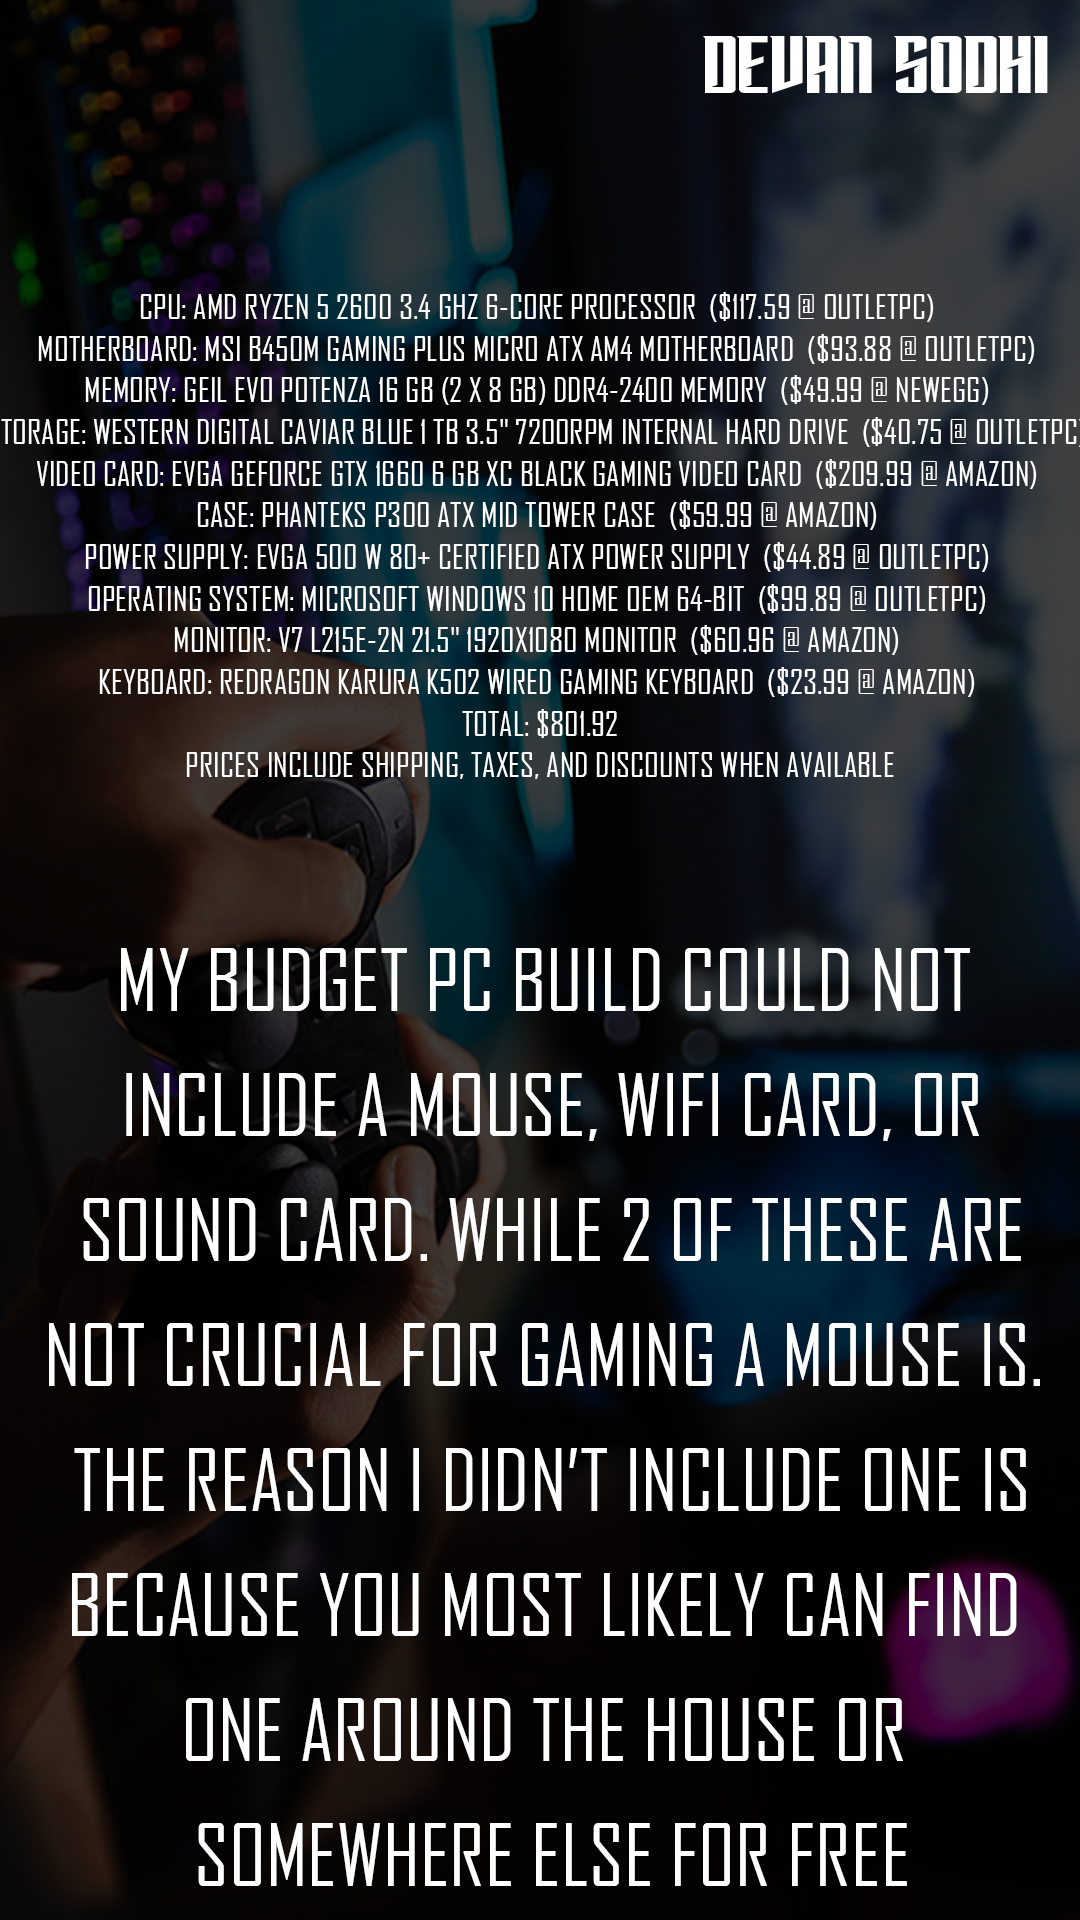 DEVAN SODHI
CPU: AMD RYZEN 5 2600 3.4 GHZ 6-CORE PROCESSOR ($117.59 @ OUTLETPC)
MOTHERBOARD: MSI B450M GAMING PLUS MICRO ATX AM4 MOTHERBOARD ($93.88 @ OUTLETPC)
MEMORY: GEIL EVO POTENZA 16 GB (2 X 8 GB) DDR4-2400 MEMORY ($49.99 @ NEWEGG)
TORAGE: WESTERN DIGITAL CAVIAR BLUE 1 TB 3.5" 7200RPM INTERNAL HARD DRIVE ($40.75 @ OUTLETPC)
VIDEO CARD: EVGA GEFORCE GTX 1660 6 GB XC BLACK GAMING VIDEO CARD ($209.99 @ AMAZON)
CASE: PHANTEKS P300 ATX MID TOWER CASE ($59.99 @ AMAZON)
POWER SUPPLY: EVGA 500 W 80+ CERTIFIED ATX POWER SUPPLY ($44.89 @ OUTLETPC)
OPERATING SYSTEM: MICROSOFT WINDOWS 10 HOME OEM 64-BIT ($99.89 @ OUTLETPC)
MONITOR: V7 L215E-2N 21.5" 1920X1080 MONITOR ($60.96 @ AMAZON)
KEYBOARD: REDRAGON KARURA K502 WIRED GAMING KEYBOARD ($23.99 @ AMAZON)
TOTAL: $801.92
PRICES INCLUDE SHIPPING, TAXES, AND DISCOUNTS WHEN AVAILABLE
MY BUDGET PC BUILD COULD NOT
INCLUDE A MOUSE, WIFI CARD, OR
SOUND CARD. WHILE 2 OF THESE ARE
NOT CRUCIAL FOR GAMING A MOUSE IS.
THE REASON I DIDN'T INCLUDE ONE IS
BECAUSE YOU MOST LIKELY CAN FIND
ONE AROUND THE HOUSE OR
SOMEWHERE ELSE FOR FREE